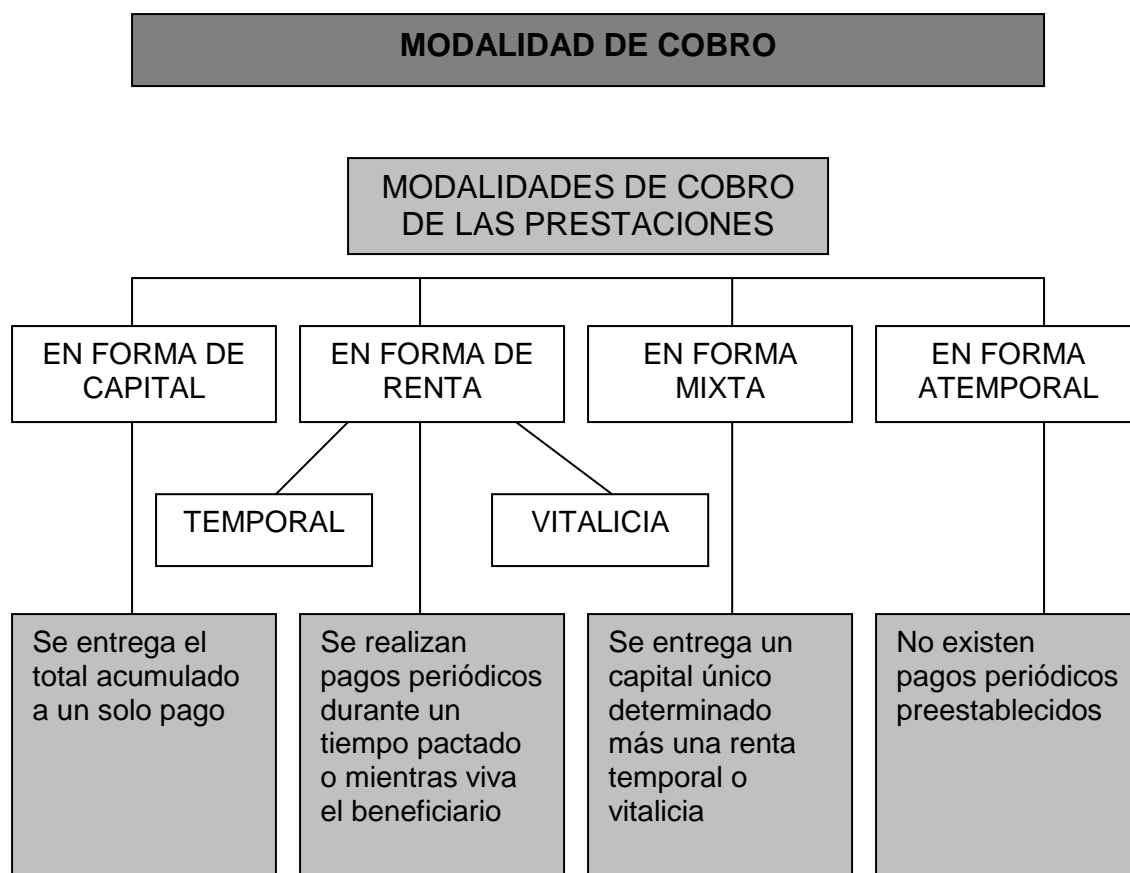 MODALIDAD DE COBRO
MODALIDADES DE COBRO
DE LAS PRESTACIONES
EN FORMA DE
CAPITAL
EN FORMA DE
RENTA
EN FORMA
MIXTA
EN FORMA
ATEMPORAL
TEMPORAL
VITALICIA
Se entrega el
total acumulado
a un solo pago
Se realizan
pagos periódicos
durante un
tiempo pactado
o mientras viva
el beneficiario
Se entrega un
capital único
determinado
más una renta
temporal o
vitalicia
No existen
pagos periódicos
preestablecidos